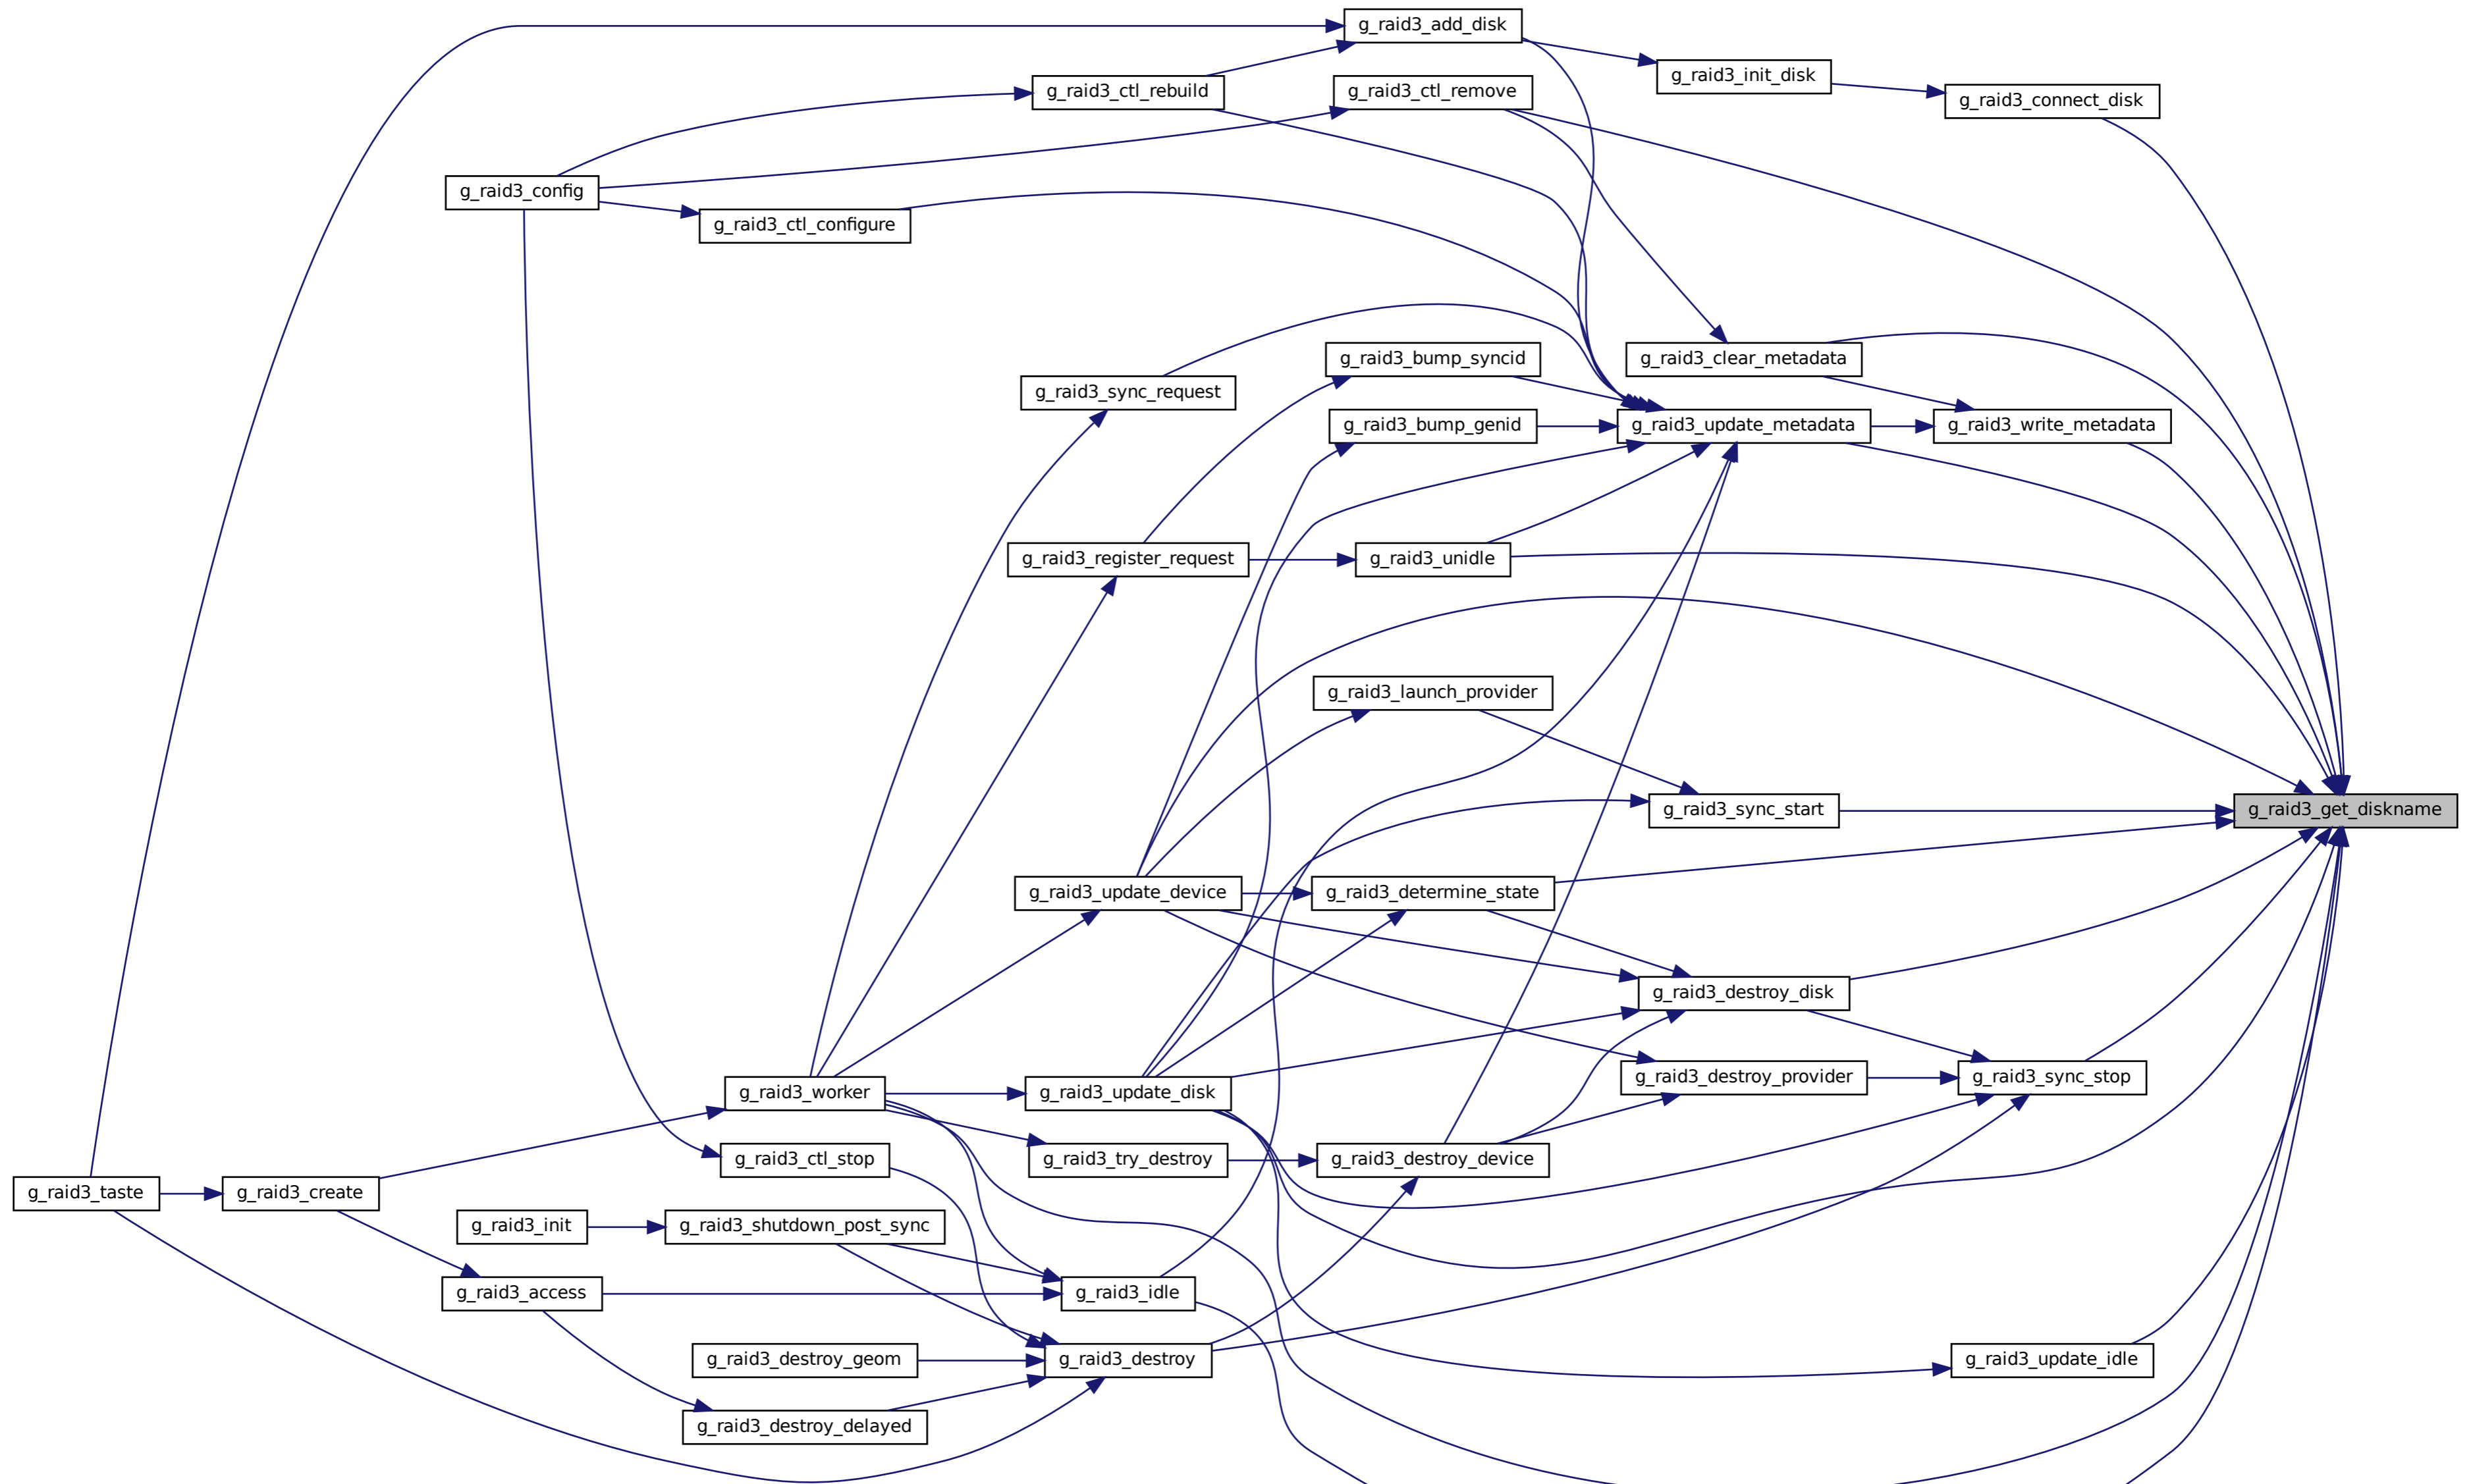 g_raid3_add_disk
g_raid3_init_disk
g_raid3_ctl_rebuild
g_raid3_ctl_remove
g_raid3_connect_disk
g_raid3_config
g_raid3_ctl_configure
g_raid3_bump_syncid
g_raid3_clear_metadata
g_raid3_sync_request
g_raid3_bump_genid
g_raid3_update_metadata
g_raid3_write_metadata
g_raid3_register_request
g_raid3_unidle
g_raid3_launch_provider
g_raid3_sync_start
g_raid3_get_diskname
g_raid3_update_device
g_raid3_determine_state
g_raid3_destroy_disk
g_raid3_worker
g_raid3_update_disk
g_raid3_destroy_provider
g_raid3_sync_stop
g_raid3_ctl_stop
g_raid3_try_destroy
g_raid3_destroy_device
g_raid3_taste
g_raid3_create
g_raid3_init
g_raid3_shutdown_post_sync
g_raid3_access
g_raid3_idle
g_raid3_destroy_geom
g_raid3_destroy
g_raid3_update_idle
g_raid3_destroy_delayed